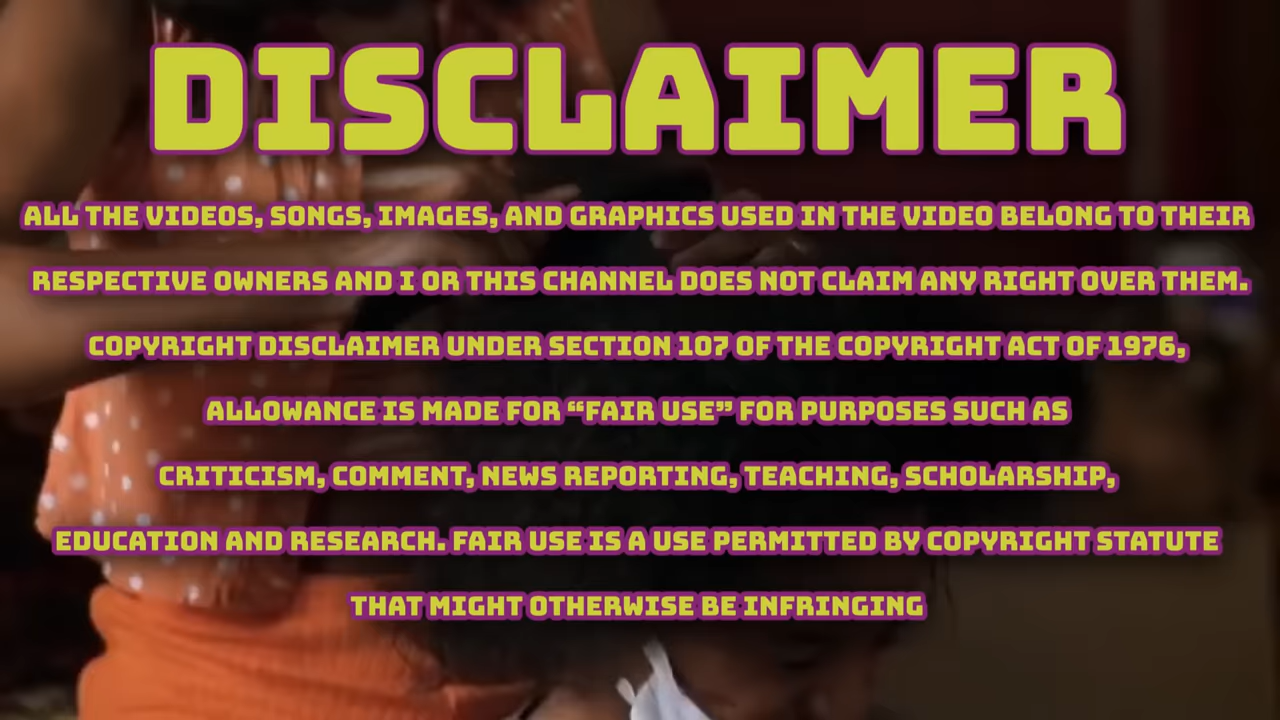 DISCLAIMER
ALL THE VIDEOS, SONGS, IMAGES, AND GRAPHICS USED IN THE VIDEO BELONG TO THEIR
RESPECTIVE OWNERS AND I OR THIS CHANNEL DOES NOT CLAIM ANY RIGHT OVER THEM.
COPYRIGHT DISCLAIMER UNDER SECTION 107 OF THE COPYRIGHT ACT OF 1976,
ALLOWANCE IS MADE FOR “FAIR USE” FOR PURPOSES SUCH AS
CRITICISM, COMMENT, NEWS REPORTING, TEACHING, SCHOLARSHIP,
EDUCATION AND RESEARCH. FAIR USE IS A USE PERMITTED BY COPYRIGHT STATUTE
THAT MIGHT OTHERWISE BE INFRINGING